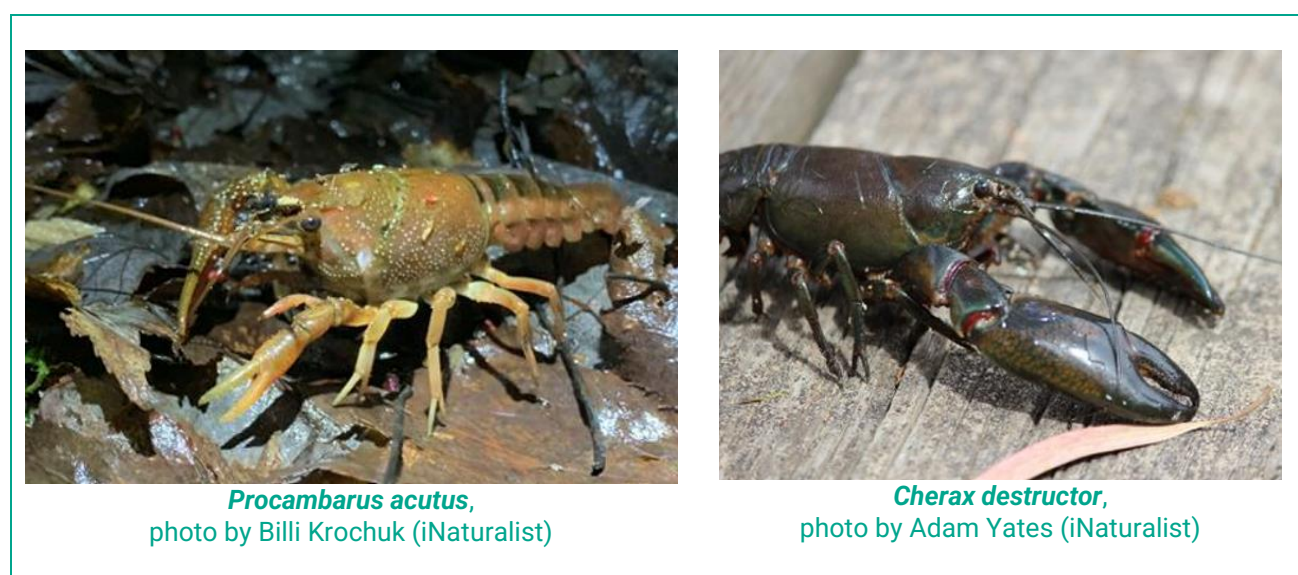 Procambarus acutus,
photo by Billi Krochuk (iNaturalist)
Cherax destructor,
photo by Adam Yates (iNaturalist)